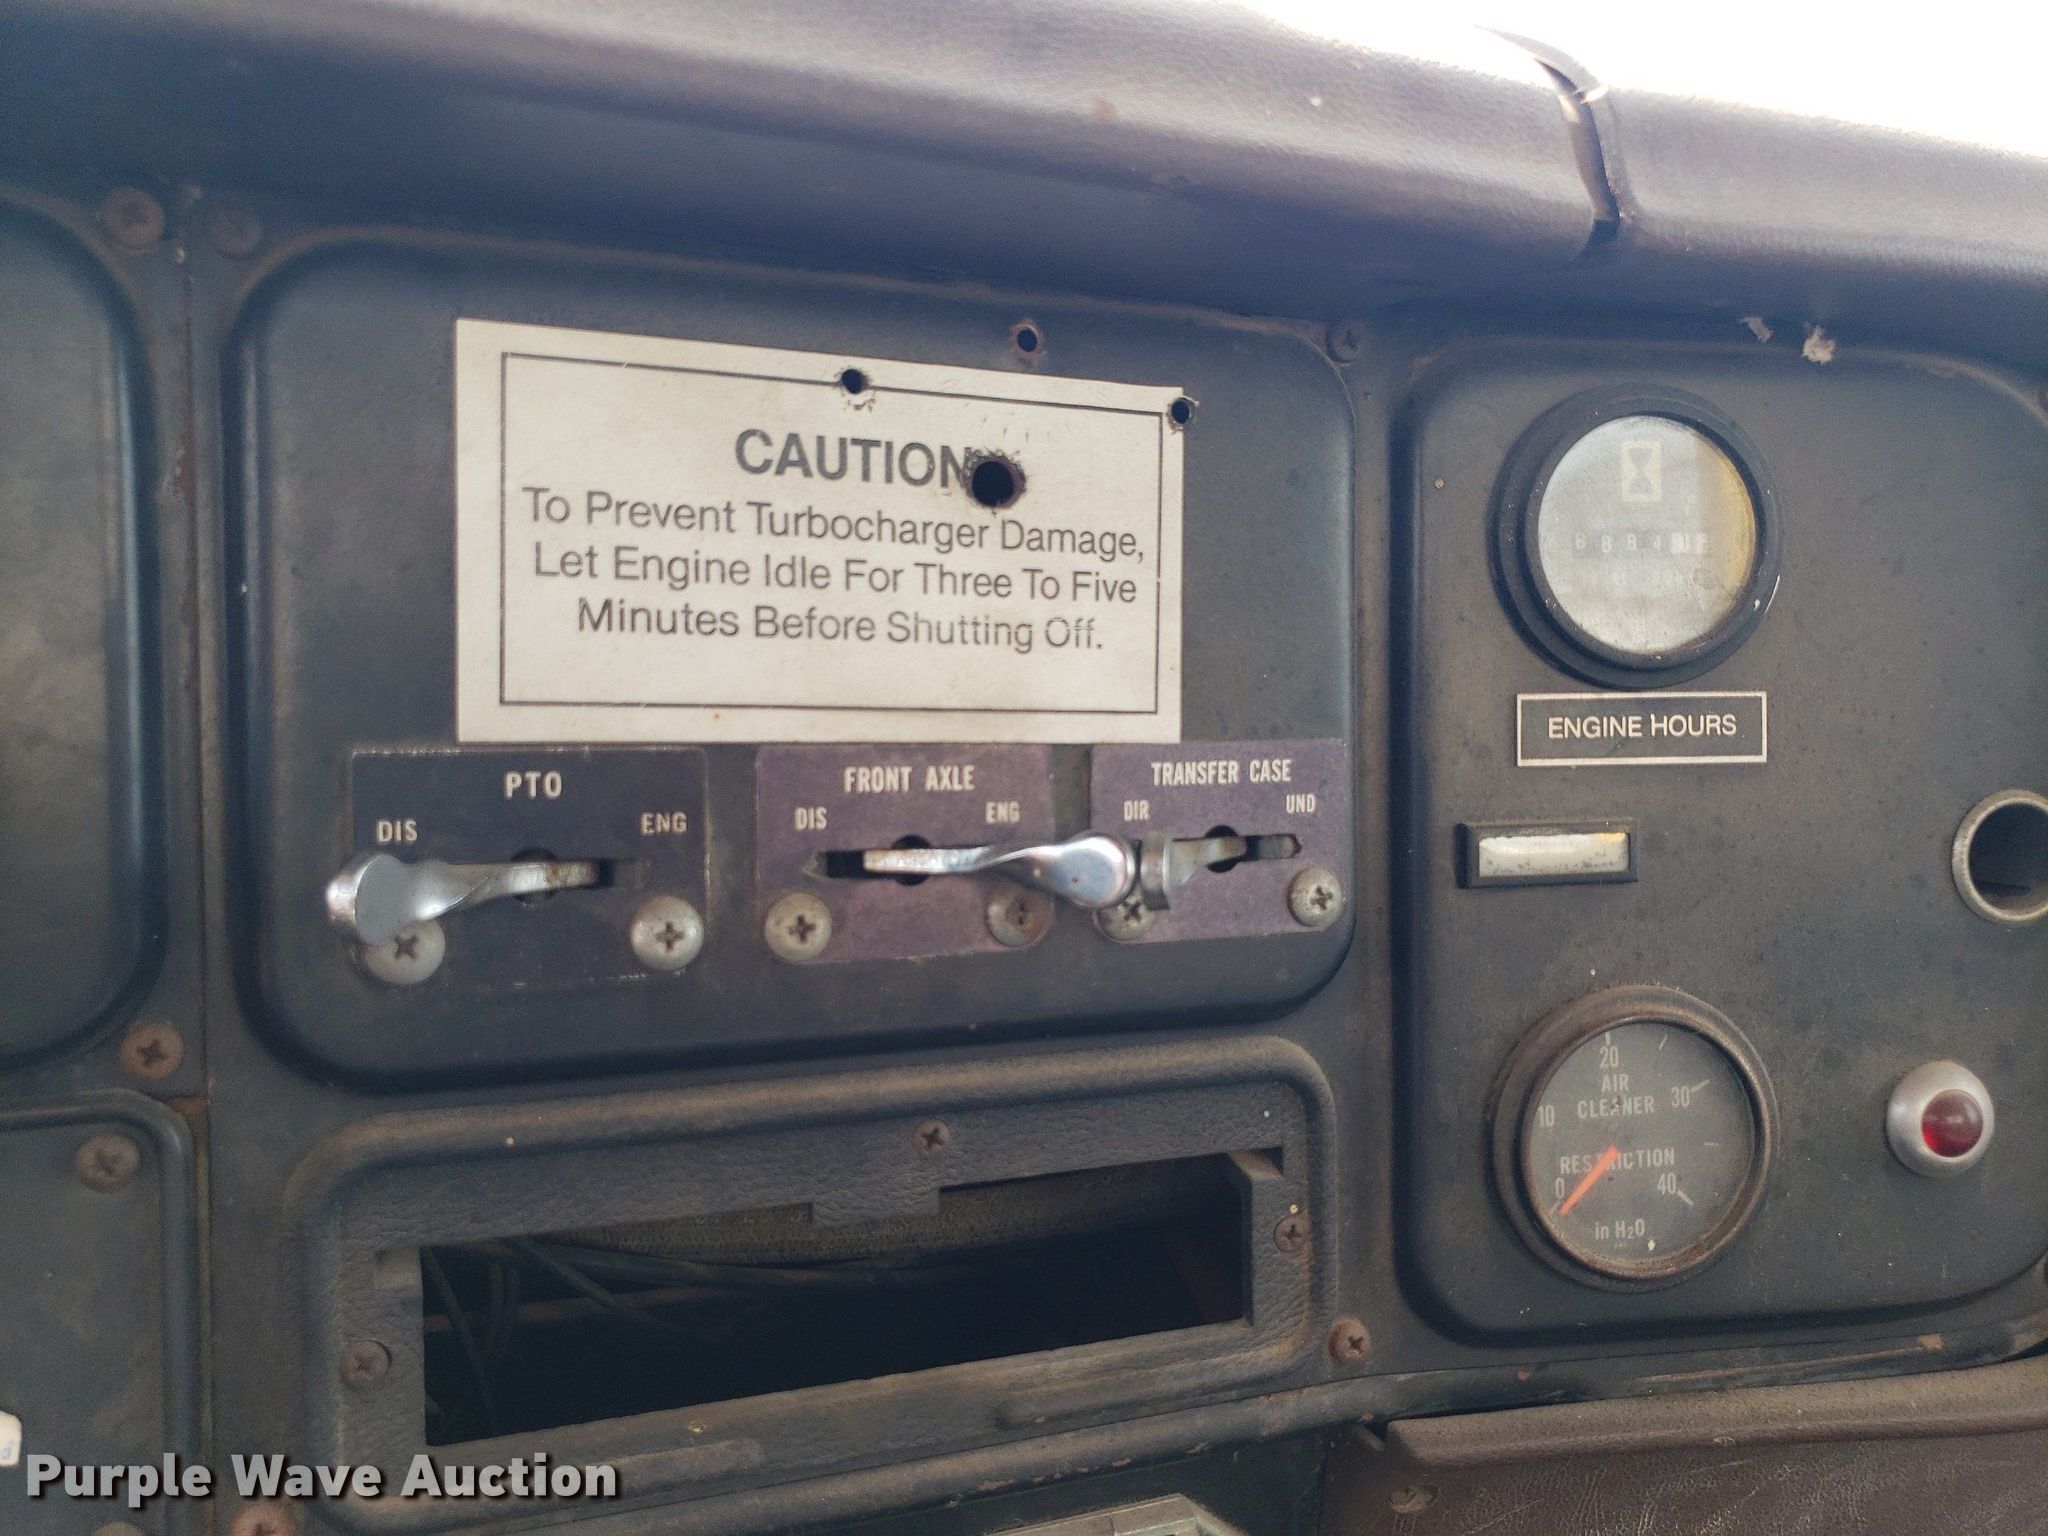 CAUTION
To Prevent Turbocharger Damage,
Let Engine Idle For Three To Five
Minutes Before Shutting Off.
PTO
DIS ENG
FRONT AXLE
DIS ENG
TRANSFER CASE
DIR UND
ENGINE HOURS
20
AIR
10 CLEANER 30
RESTRICTION
0 40
in H2O
Purple Wave Auction